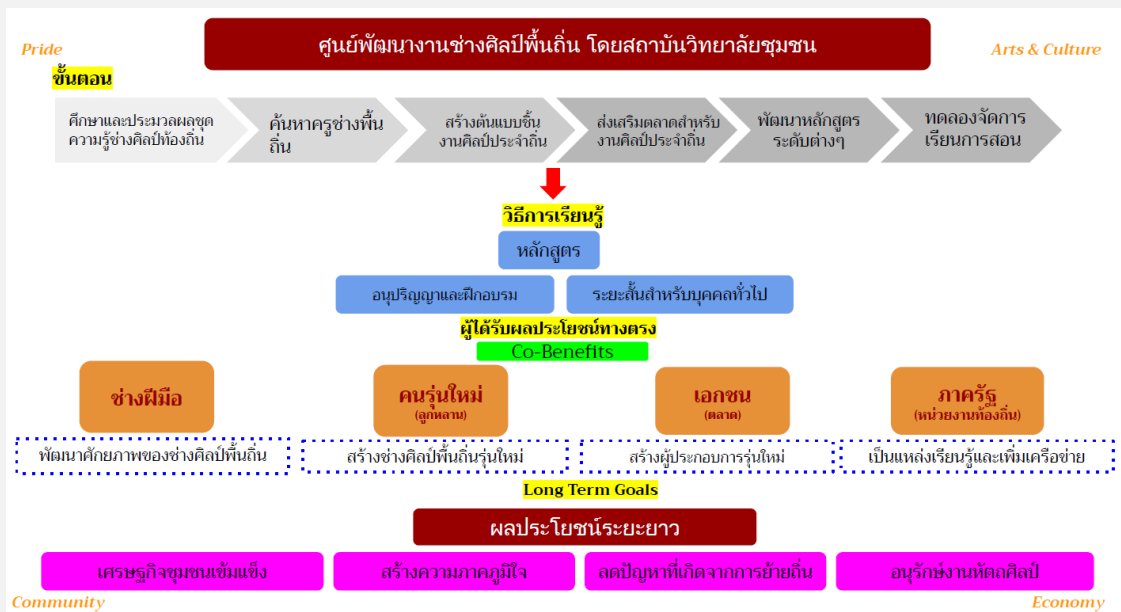 ศูนย์พัฒนางานช่างศิลป์พื้นถิ่น โดยสถาบันวิทยาลัยชุมชน
Pride
Arts & Culture
ขั้นตอน
ศึกษาและประมวลผลชุด
ความรู้ช่างศิลป์ท้องถิ่น
ค้นหาครูช่างพื้น
ถิ่น
สร้างต้นแบบชิ้น
งานศิลป์ประจำถิ่น
ส่งเสริมตลาดสำหรับ
งานศิลป์ประจำถิ่น
พัฒนาหลักสูตร
ระดับต่างๆ
ทดลองจัดการ
เรียนการสอน
วิธีการเรียนรู้
หลักสูตร
อนุปริญญาและฝึกอบรม
ระยะสั้นสำหรับบุคคลทั่วไป
ผู้ได้รับผลประโยชน์ทางตรง
Co-Benefits
ช่างฝีมือ
คนรุ่นใหม่
(ลูกหลาน)
เอกชน
(ตลาด)
ภาครัฐ
(หน่วยงานท้องถิ่น)
พัฒนาศักยภาพของช่างศิลป์พื้นถิ่น
สร้างช่างศิลป์พื้นถิ่นรุ่นใหม่
สร้างผู้ประกอบการรุ่นใหม่
เป็นแหล่งเรียนรู้และเพิ่มเครือข่าย
Long Term Goals
ผลประโยชน์ระยะยาว
เศรษฐกิจชุมชนเข้มแข็ง
สร้างความภาคภูมิใจ
ลดปัญหาที่เกิดจากการย้ายถิ่น
อนุรักษ์งานหัตถศิลป์
Community
Economy